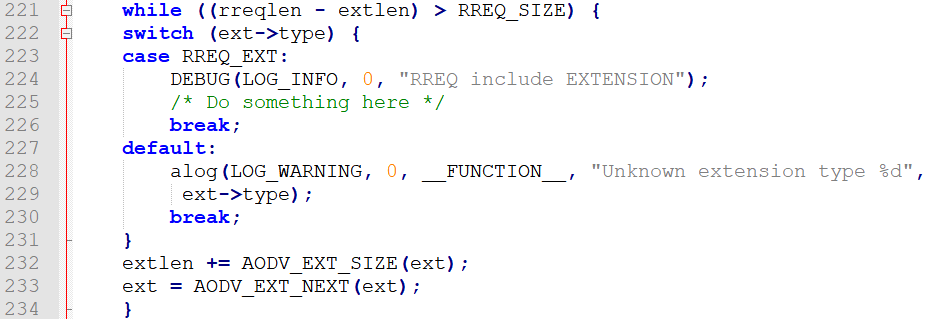 221 while ((rreqlen - extlen) > RREQ_SIZE) {
222 switch (ext->type) {
223 case RREQ_EXT:
224 DEBUG(LOG_INFO, 0, "RREQ include EXTENSION");
225 /* Do something here */
226 break;
227 default:
228 alog(LOG_WARNING, 0, __FUNCTION__, "Unknown extension type %d",
229 ext->type);
230 break;
231 }
232 extlen += AODV_EXT_SIZE(ext);
233 ext = AODV_EXT_NEXT(ext);
234 }